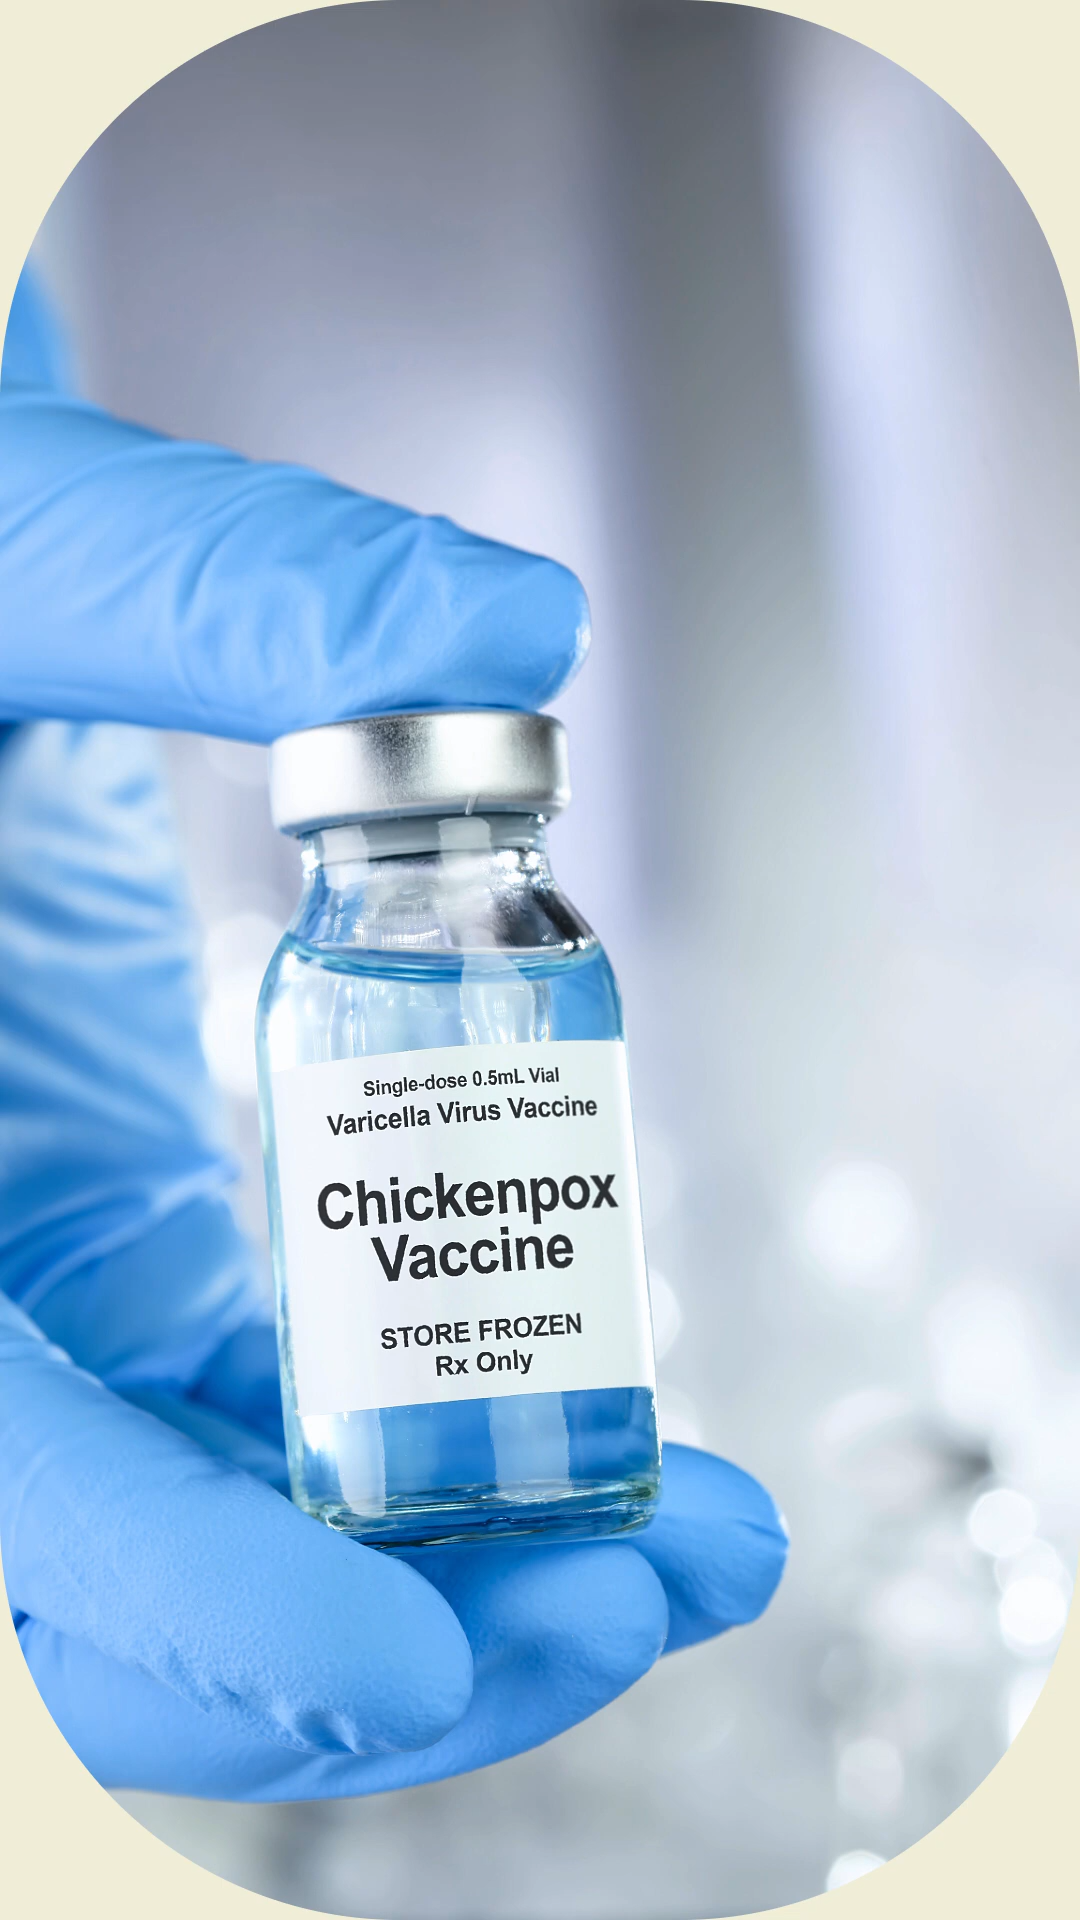 Single-dose 0.5mL Vial
Varicella Virus Vaccine
Chickenpox
Vaccine
STORE FROZEN
Rx Only